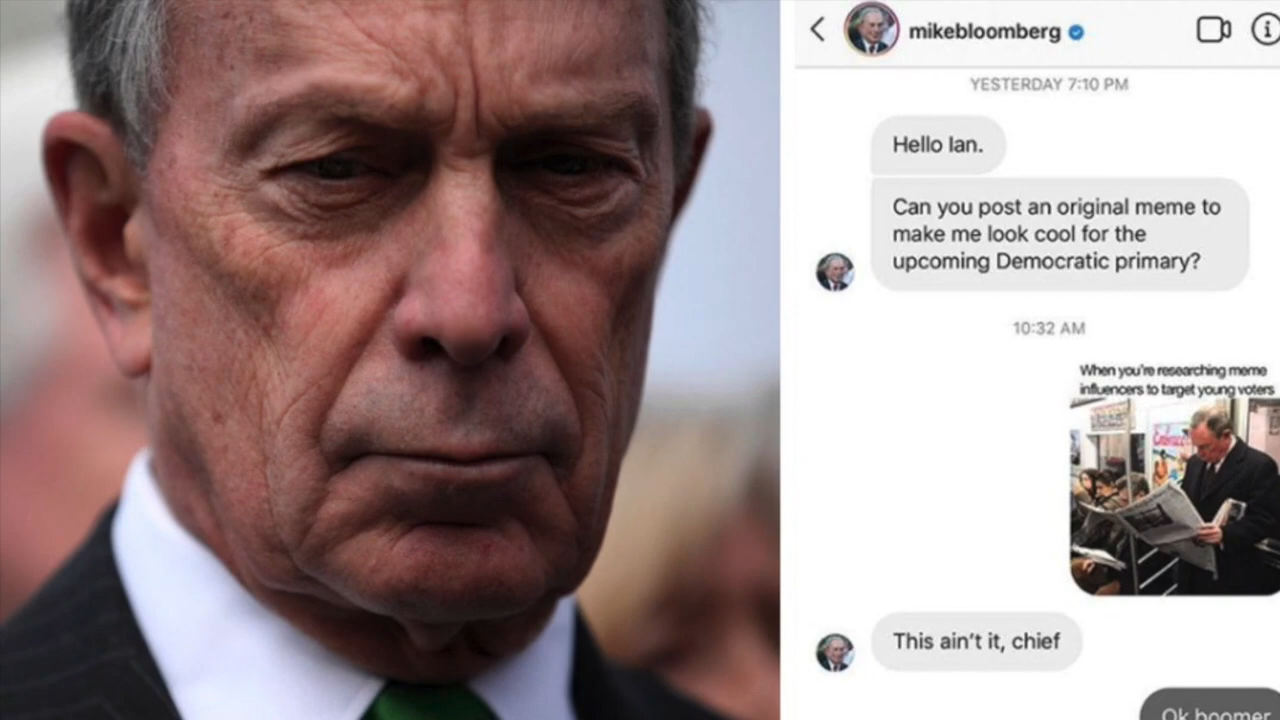 mikebloomberg
YESTERDAY 7:10 PM
Hello Ian.
Can you post an original meme to
make me look cool for the
upcoming Democratic primary?
10:32 AM
When you're researching meme
influencers to target young voters
This ain't it, chief
Ok boomer